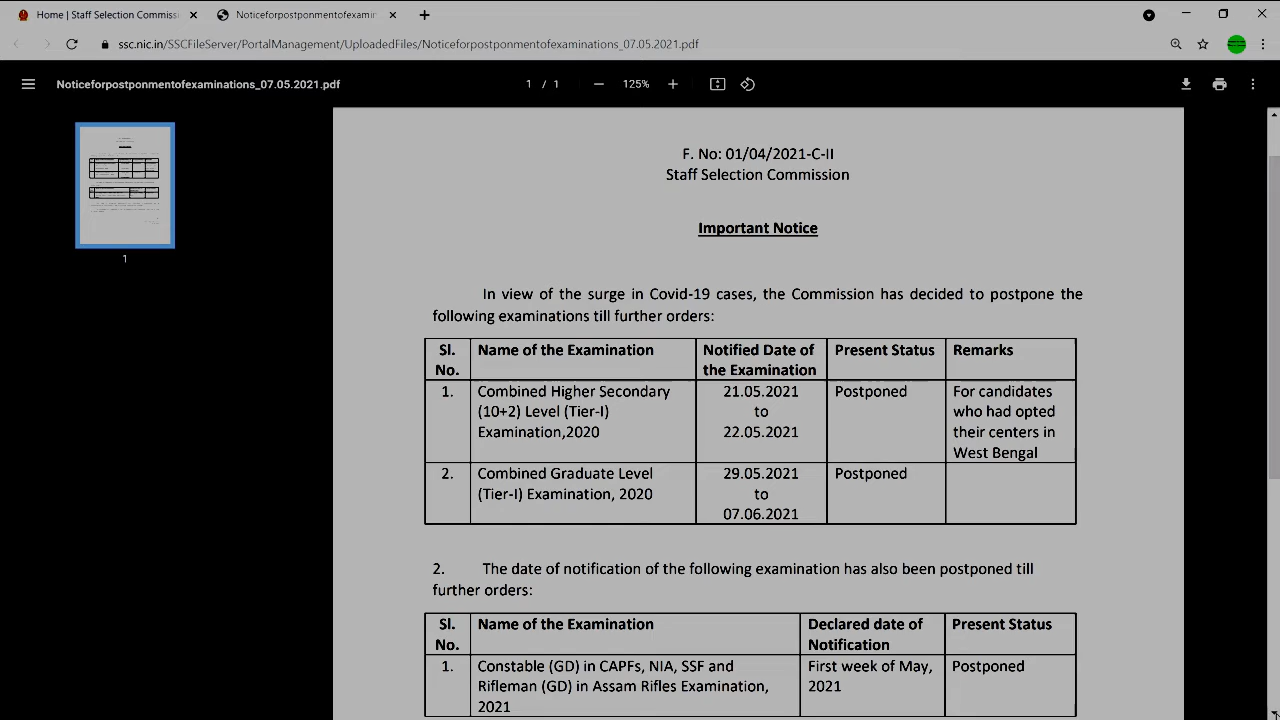 Home | Staff Selection Commissi
Noticeforpostponmentofexamin
ssc.nic.in/SSCFileServer/PortalManagement/UploadedFiles/Noticeforpostponmentofexaminations_07.05.2021.pdf
Noticeforpostponmentofexaminations_07.05.2021.pdf
1 / 1
125%
1
F. No: 01/04/2021-C-II
Staff Selection Commission
Important Notice
In view of the surge in Covid-19 cases, the Commission has decided to postpone the
following examinations till further orders:
Sl. Name of the Examination Notified Date of Present Status Remarks
No. the Examination
1. Combined Higher Secondary 21.05.2021 Postponed For candidates
(10+2) Level (Tier-I) to who had opted
Examination,2020 22.05.2021 their centers in
West Bengal
2. Combined Graduate Level 29.05.2021 Postponed
(Tier-I) Examination, 2020 to
07.06.2021
2. The date of notification of the following examination has also been postponed till
further orders:
Sl. Name of the Examination Declared date of Present Status
No. Notification
1. Constable (GD) in CAPFs, NIA, SSF and First week of May, Postponed
Rifleman (GD) in Assam Rifles Examination, 2021
2021